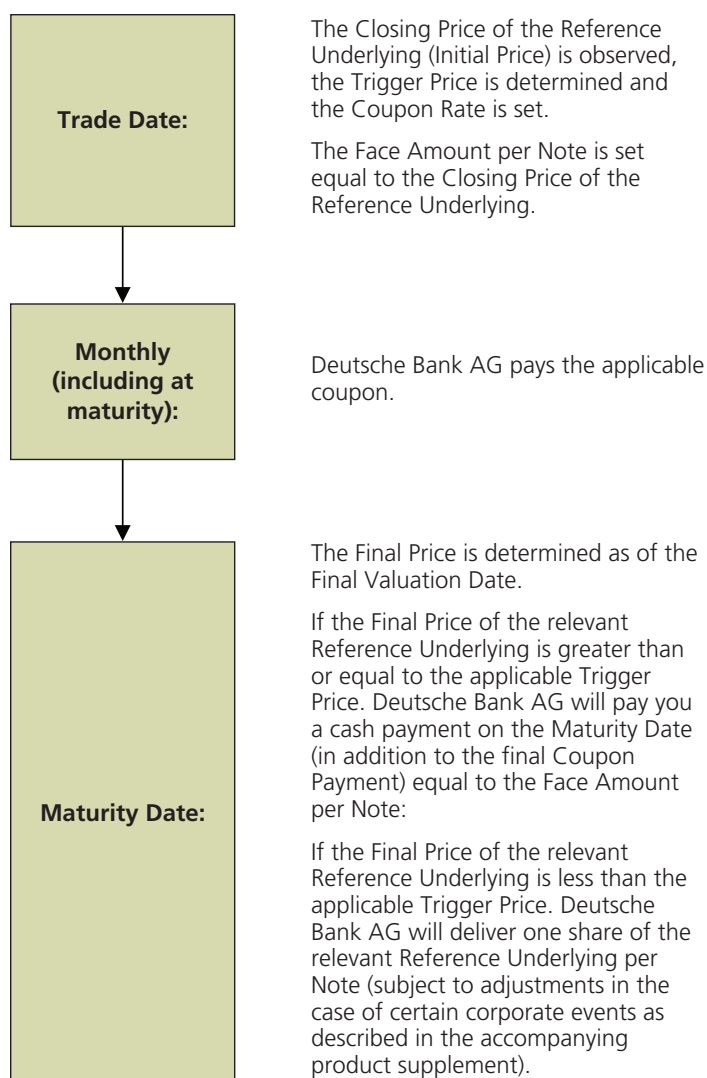 Trade Date:
The Closing Price of the Reference
Underlying (Initial Price) is observed,
the Trigger Price is determined and
the Coupon Rate is set.
The Face Amount per Note is set
equal to the Closing Price of the
Reference Underlying.
Monthly
(including at
maturity):
Deutsche Bank AG pays the applicable
coupon.
Maturity Date:
The Final Price is determined as of the
Final Valuation Date.
If the Final Price of the relevant
Reference Underlying is greater than
or equal to the applicable Trigger
Price. Deutsche Bank AG will pay you
a cash payment on the Maturity Date
(in addition to the final Coupon
Payment) equal to the Face Amount
per Note:
If the Final Price of the relevant
Reference Underlying is less than the
applicable Trigger Price. Deutsche
Bank AG will deliver one share of the
relevant Reference Underlying per
Note (subject to adjustments in the
case of certain corporate events as
described in the accompanying
product supplement).